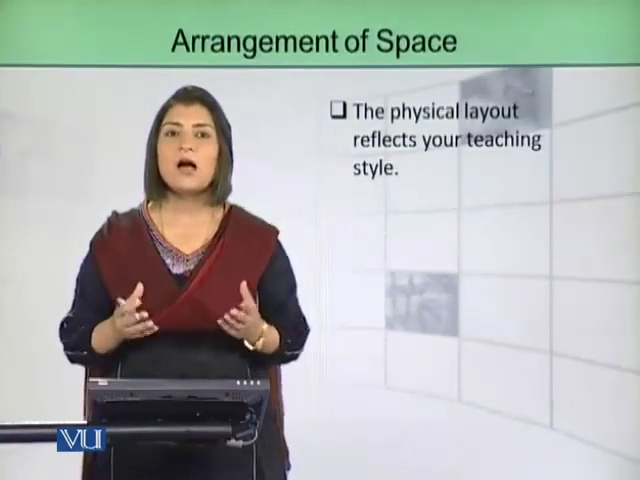 Arrangement of Space
❑ The physical layout
reflects your teaching
style.
VU